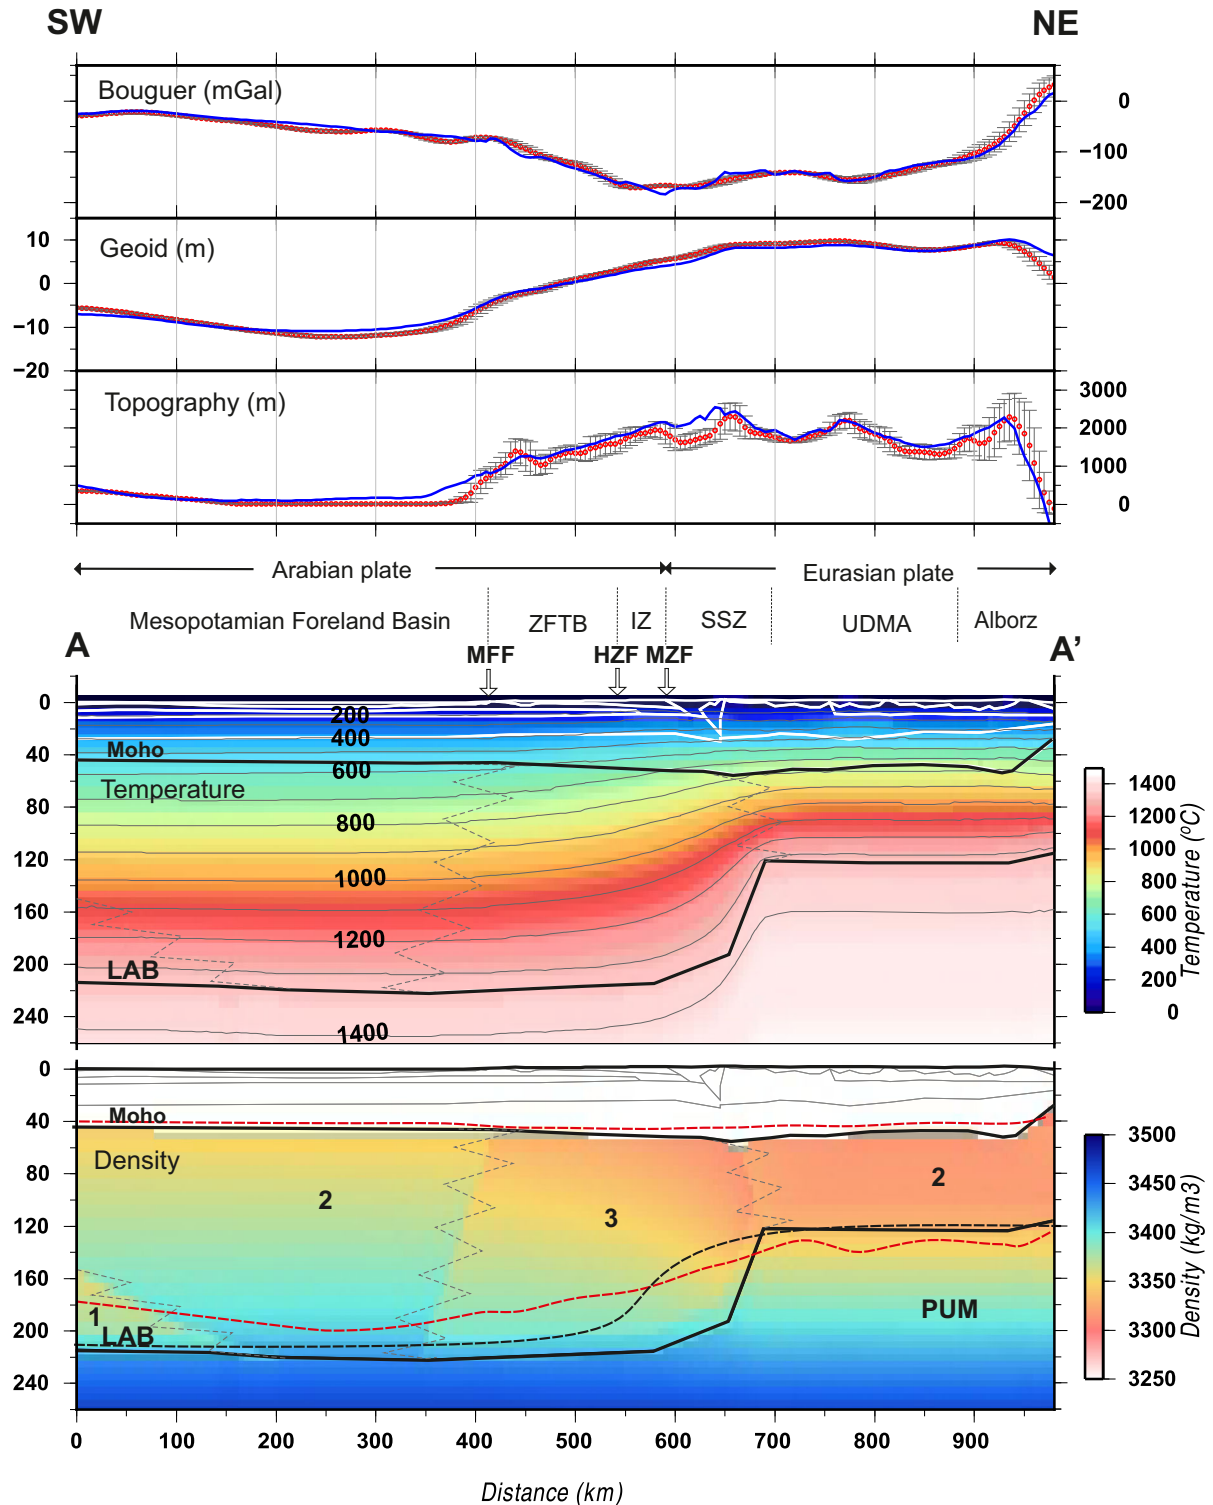 SW NE
Bouguer (mGal)
0
−100
−200
Geoid (m)
10
0
−10
−20
Topography (m)
3000
2000
1000
0
Arabian plate Eurasian plate
Mesopotamian Foreland Basin ZFTB IZ SSZ UDMA Alborz
A A'
MFF HZF MZF
0
40
80
120
160
200
240
200
400
Moho
600
Temperature
800
1000
1200
LAB
1400
1400
1200
1000
800
600
400
200
0
Temperature (ºC)
0
40
80
120
160
200
240
Moho
Density
2
3
2
1
LAB
PUM
3500
3450
3400
3350
3300
3250
Density (kg/m3)
0 100 200 300 400 500 600 700 800 900
Distance (km)